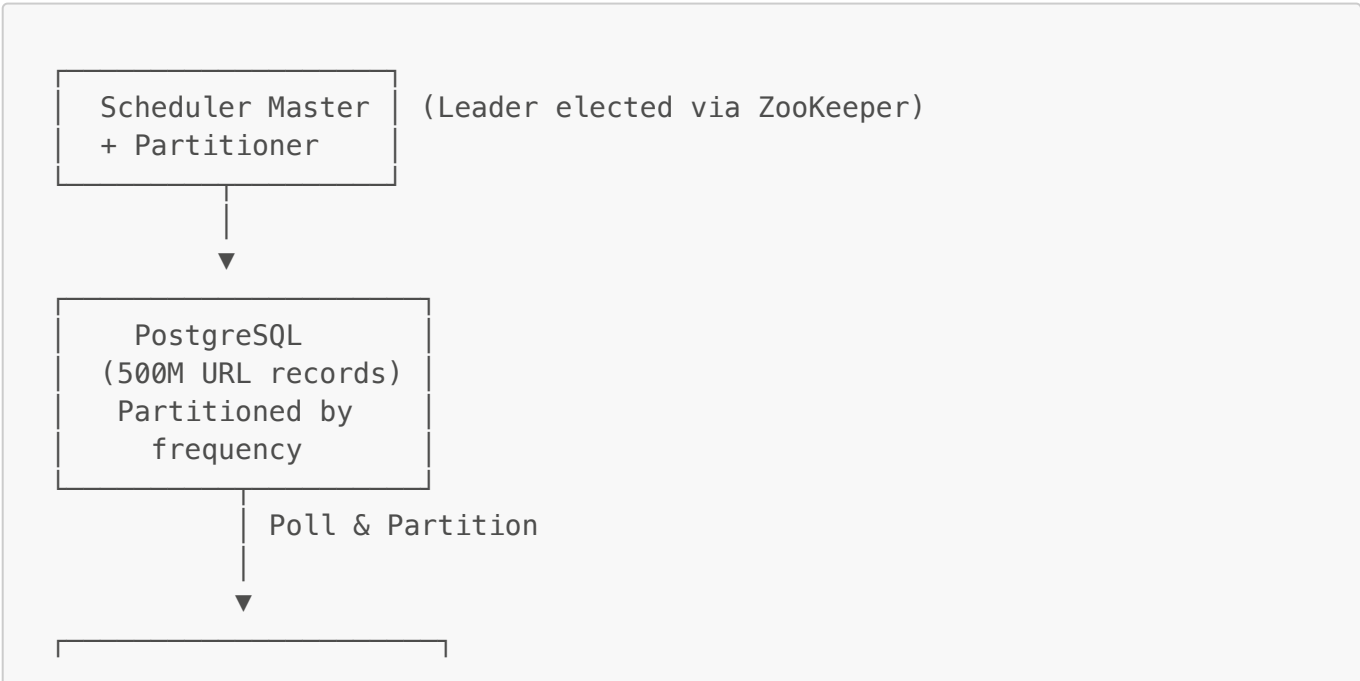 Scheduler Master (Leader elected via ZooKeeper)
+ Partitioner
PostgreSQL
(500M URL records)
Partitioned by
frequency
Poll & Partition